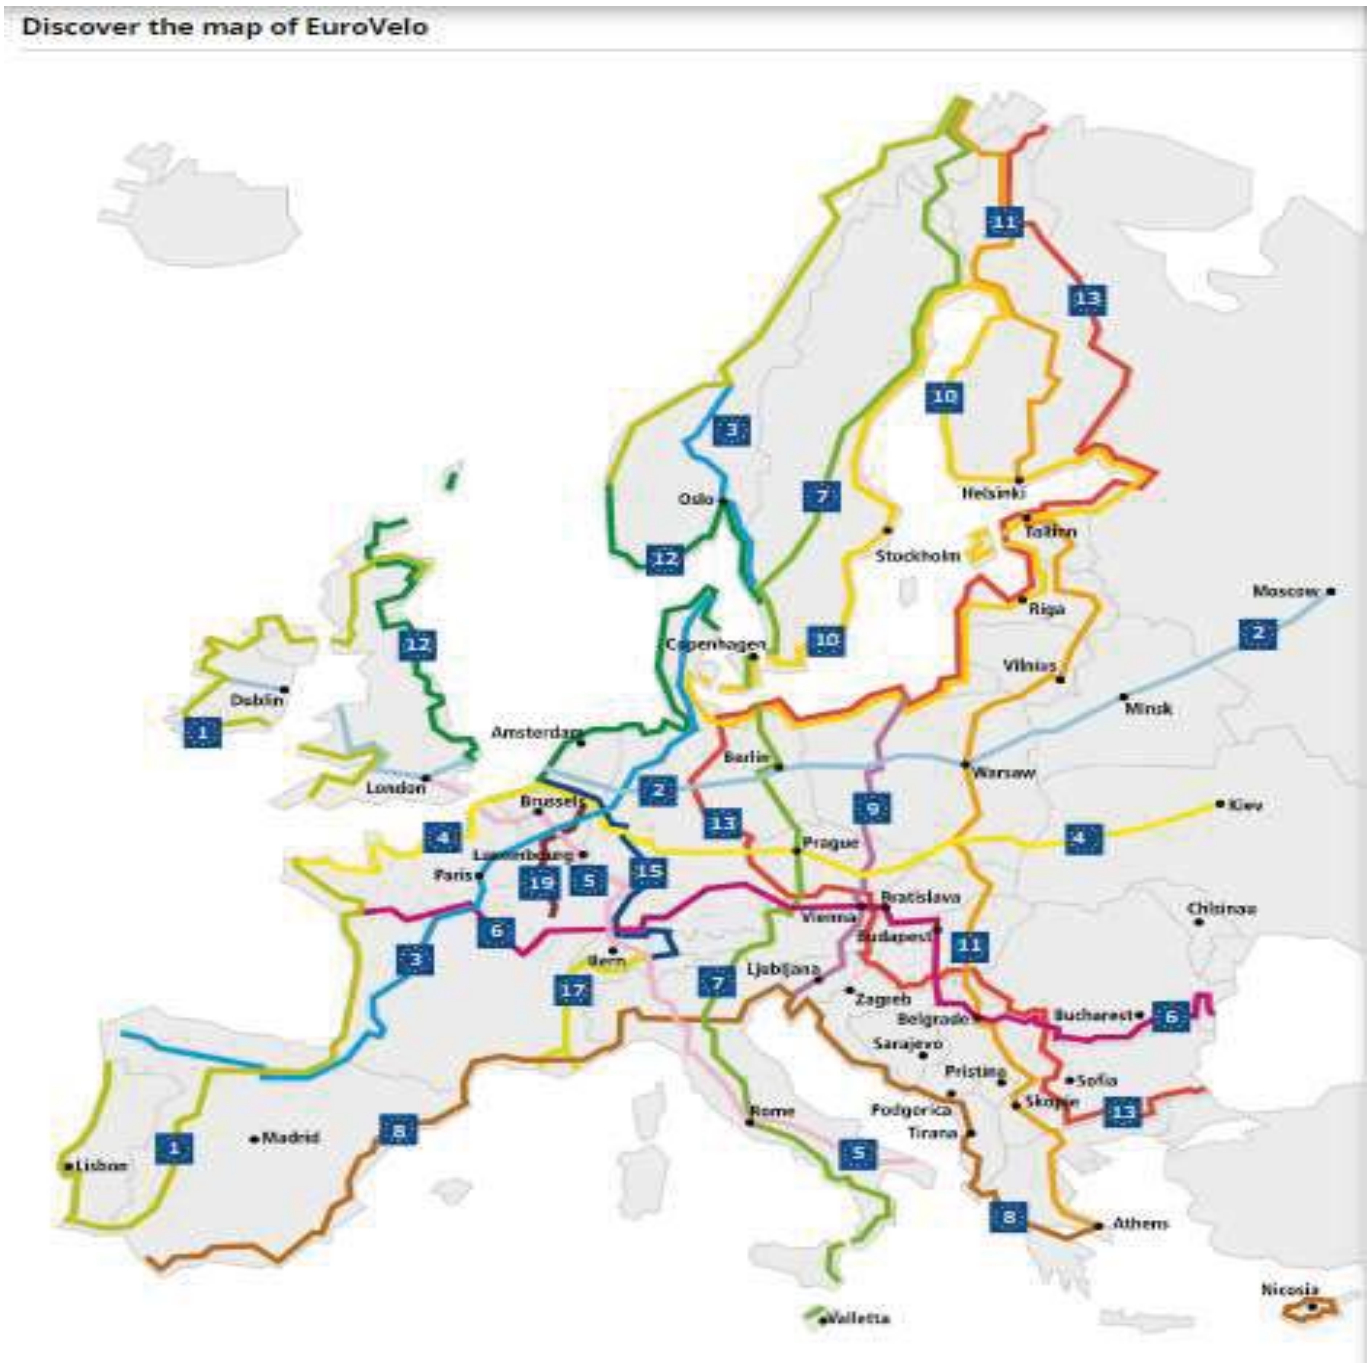 Discover the map of EuroVelo
11
13
3
10
Oslo
7
Helsinki
12
Tallinn
Stockholm
Moscow
Riga
2
12
Copenhagen
10
Vilnius
Dublin
Minsk
1
Amsterdam
Berlin
Warsaw
London
2
Brussels
9
Kiev
13
4
4
Prague
Luxembourg
Paris
19
5
15
Bratislava
Chisinau
Vienna
6
Budapest
11
3
Bern
Ljubljana
7
17
Zagreb
Belgrade
Bucharest
6
Sarajevo
Pristina
Sofia
Skopje
Podgorica
13
Rome
8
Tirana
Madrid
1
5
Lisbon
8
Athens
Nicosia
Valletta